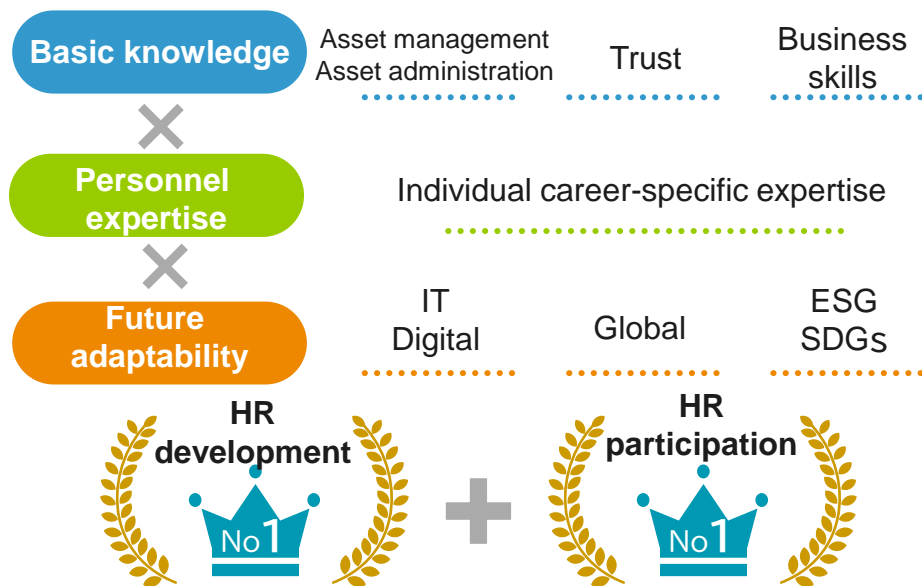 Basic knowledge
Asset management
Asset administration
Trust
Business
skills
Personnel
expertise
Individual career-specific expertise
Future
adaptability
IT
Digital
Global
ESG
SDGs
HR
development
No1
HR
participation
No1